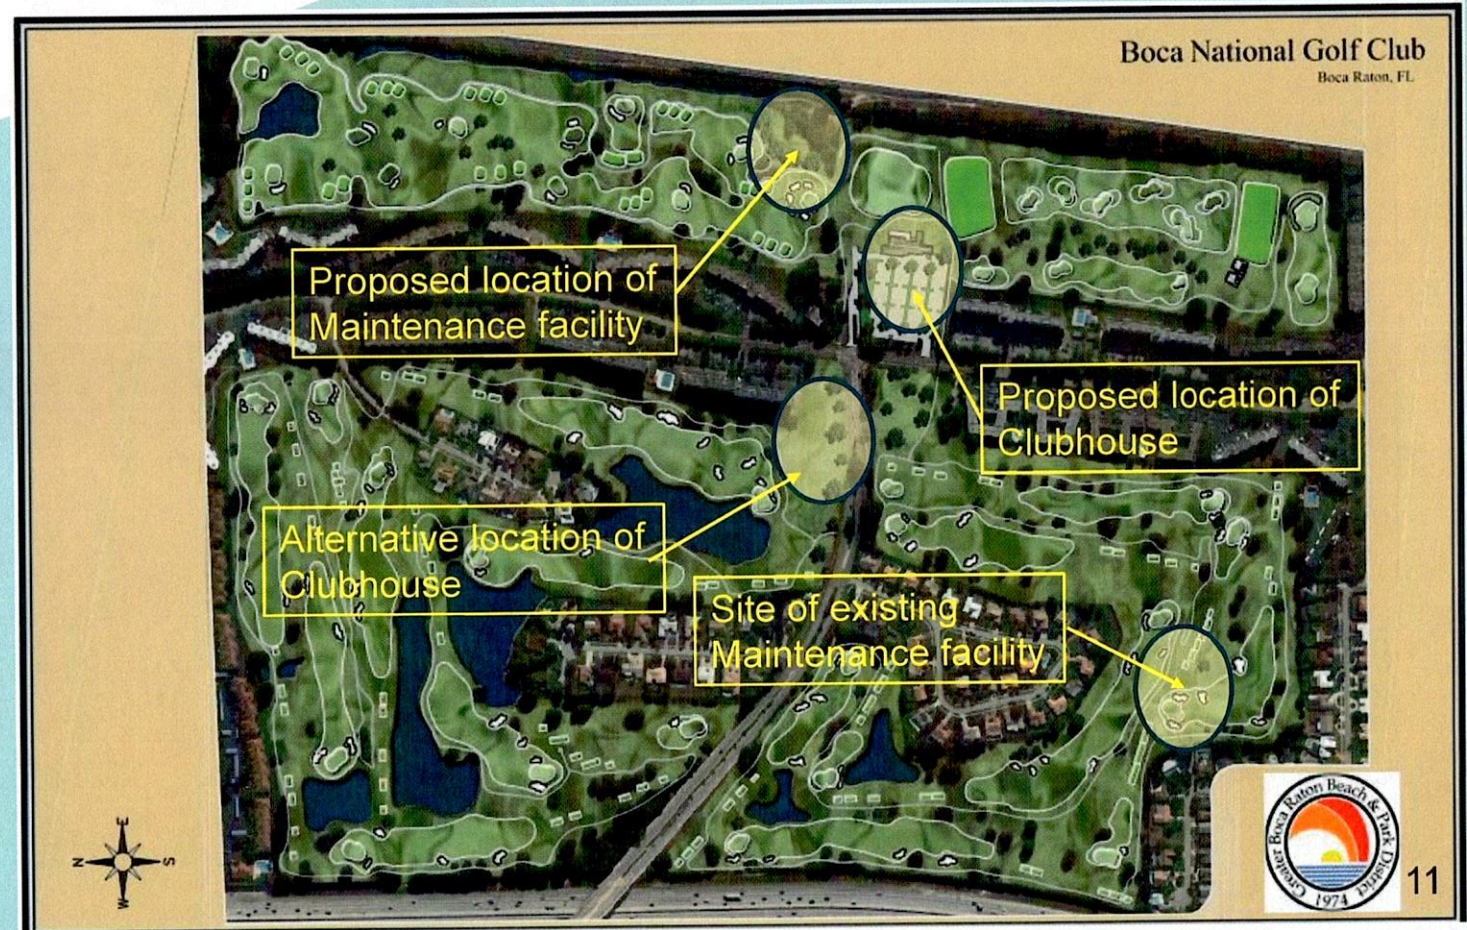 Boca National Golf Club
Boca Raton, FL
Proposed location of
Maintenance facility
Proposed location of
Clubhouse
Alternative location of
Clubhouse
Site of existing
Maintenance facility
E
N
S
W
Greater Boca Raton Beach & Park District
1974
11